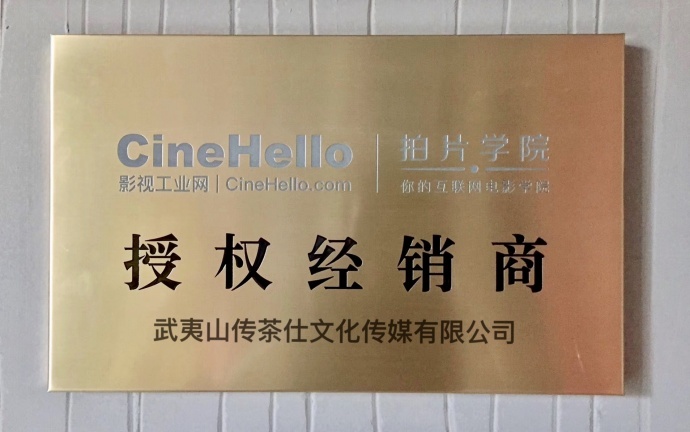 CineHello
影视工业网 | CineHello.com
拍片学院
你的互联网电影学院
授权经销商
武夷山传茶仕文化传媒有限公司